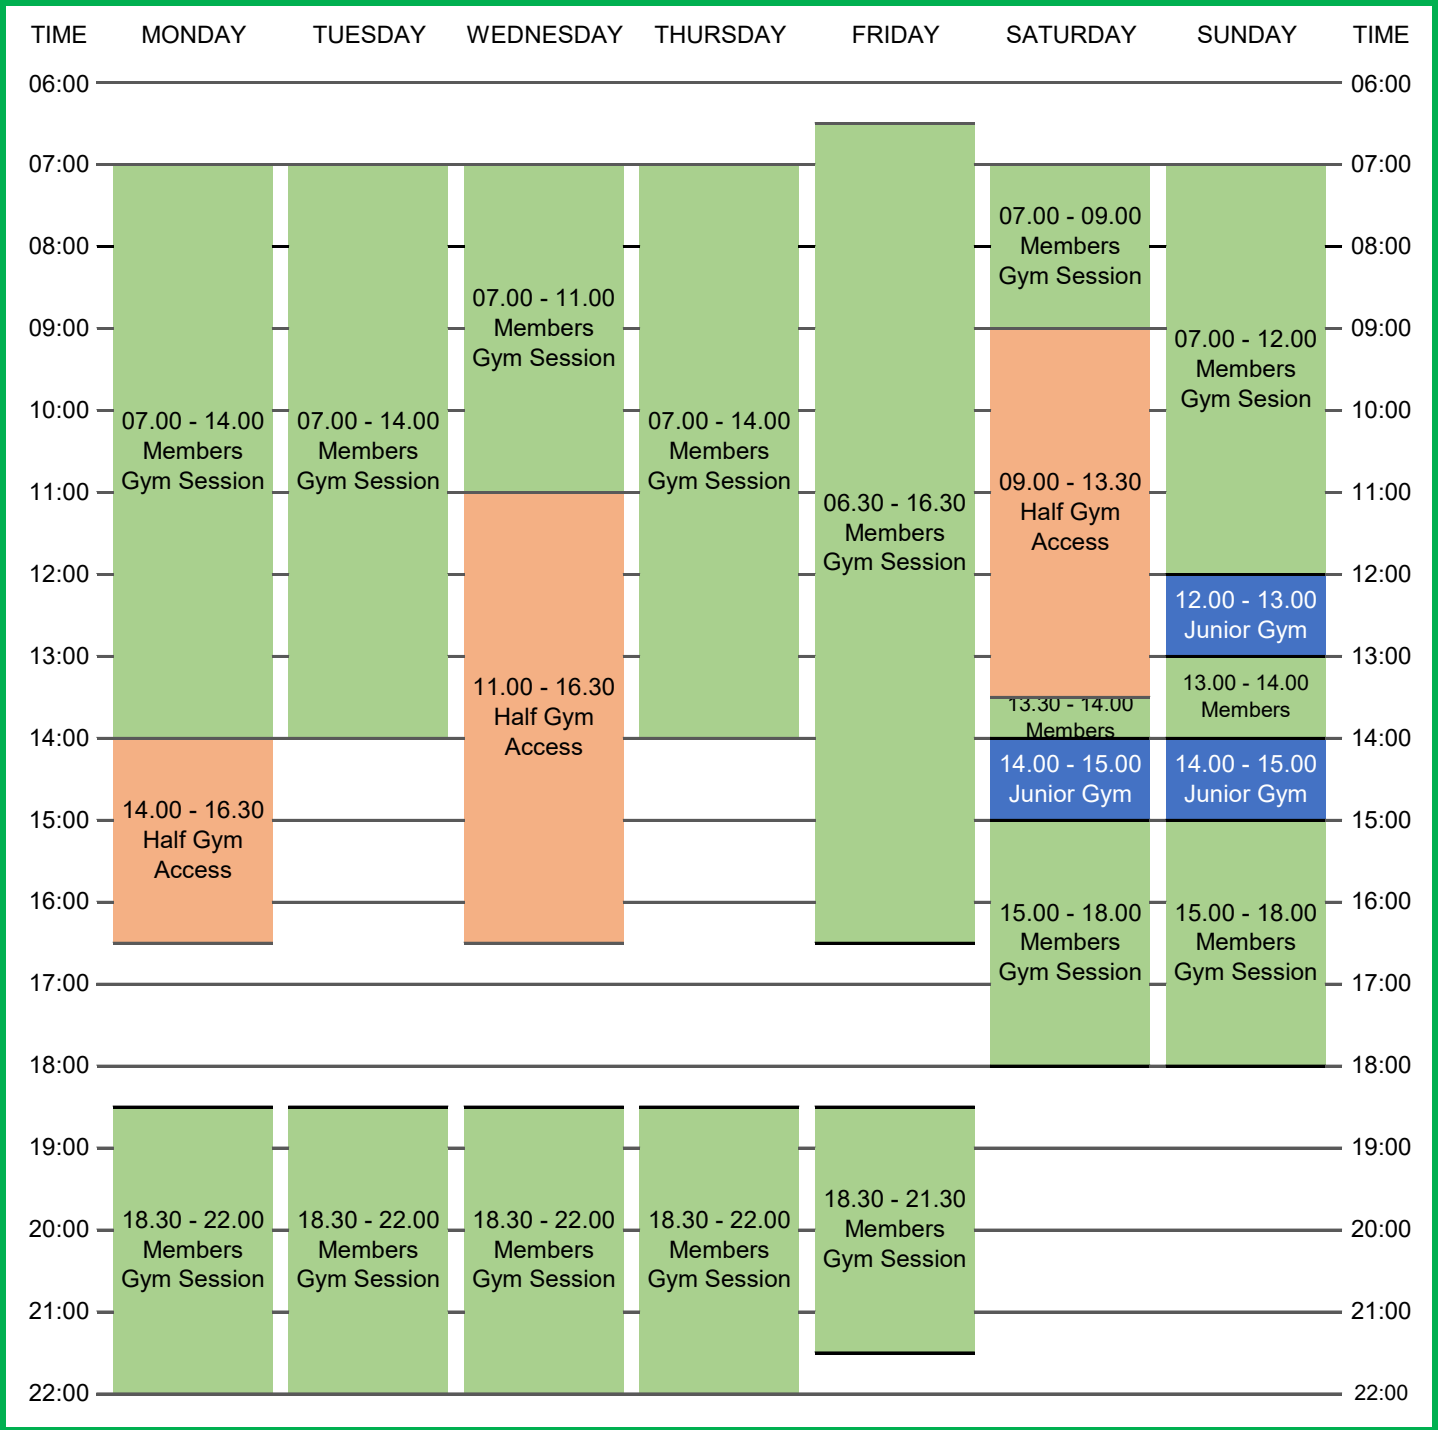 TIME MONDAY TUESDAY WEDNESDAY THURSDAY FRIDAY SATURDAY SUNDAY TIME
06:00 06:00
07:00 07:00
08:00 08:00
09:00 09:00
10:00 10:00
11:00 11:00
12:00 12:00
13:00 13:00
14:00 14:00
15:00 15:00
16:00 16:00
17:00 17:00
18:00 18:00
19:00 19:00
20:00 20:00
21:00 21:00
22:00 22:00
07.00 - 14.00
Members
Gym Session
14.00 - 16.30
Half Gym
Access
18.30 - 22.00
Members
Gym Session
07.00 - 14.00
Members
Gym Session
18.30 - 22.00
Members
Gym Session
07.00 - 11.00
Members
Gym Session
11.00 - 16.30
Half Gym
Access
18.30 - 22.00
Members
Gym Session
07.00 - 14.00
Members
Gym Session
18.30 - 22.00
Members
Gym Session
06.30 - 16.30
Members
Gym Session
18.30 - 21.30
Members
Gym Session
07.00 - 09.00
Members
Gym Session
09.00 - 13.30
Half Gym
Access
13.30 - 14.00
Members
14.00 - 15.00
Junior Gym
15.00 - 18.00
Members
Gym Session
07.00 - 12.00
Members
Gym Sesion
12.00 - 13.00
Junior Gym
13.00 - 14.00
Members
14.00 - 15.00
Junior Gym
15.00 - 18.00
Members
Gym Session